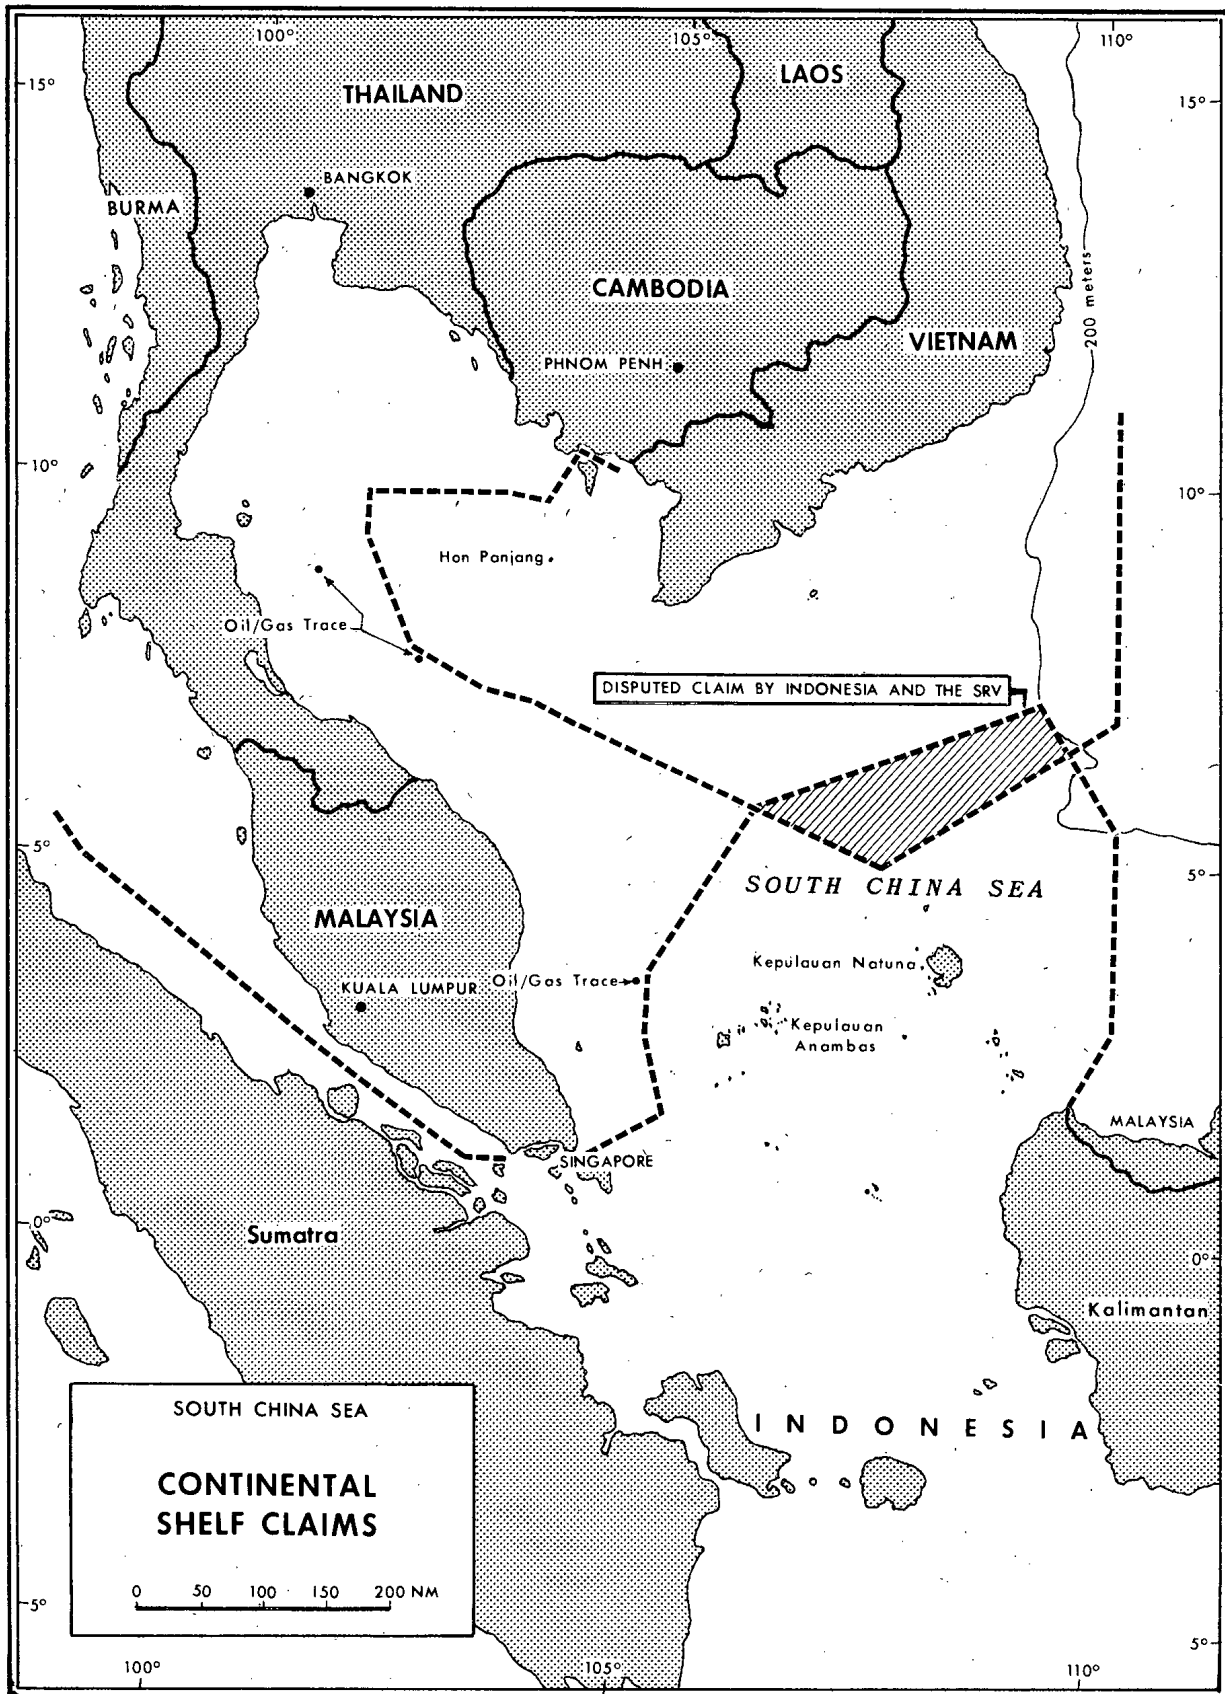 100°
105°
110°
15°
THAILAND
LAOS
15°
BANGKOK
BURMA
CAMBODIA
200 meters
VIETNAM
PHNOM PENH
10°
10°
Hon Panjang
Oil/Gas Trace
DISPUTED CLAIM BY INDONESIA AND THE SRV
5°
5°
SOUTH CHINA SEA
MALAYSIA
Kepulauan Natuna
KUALA LUMPUR
Oil/Gas Trace
Kepulauan
Anambas
MALAYSIA
SINGAPORE
0°
Sumatra
0°
Kalimantan
SOUTH CHINA SEA
INDONESIA
CONTINENTAL
SHELF CLAIMS
0 50 100 150 200 NM
5°
5°
100°
105°
110°